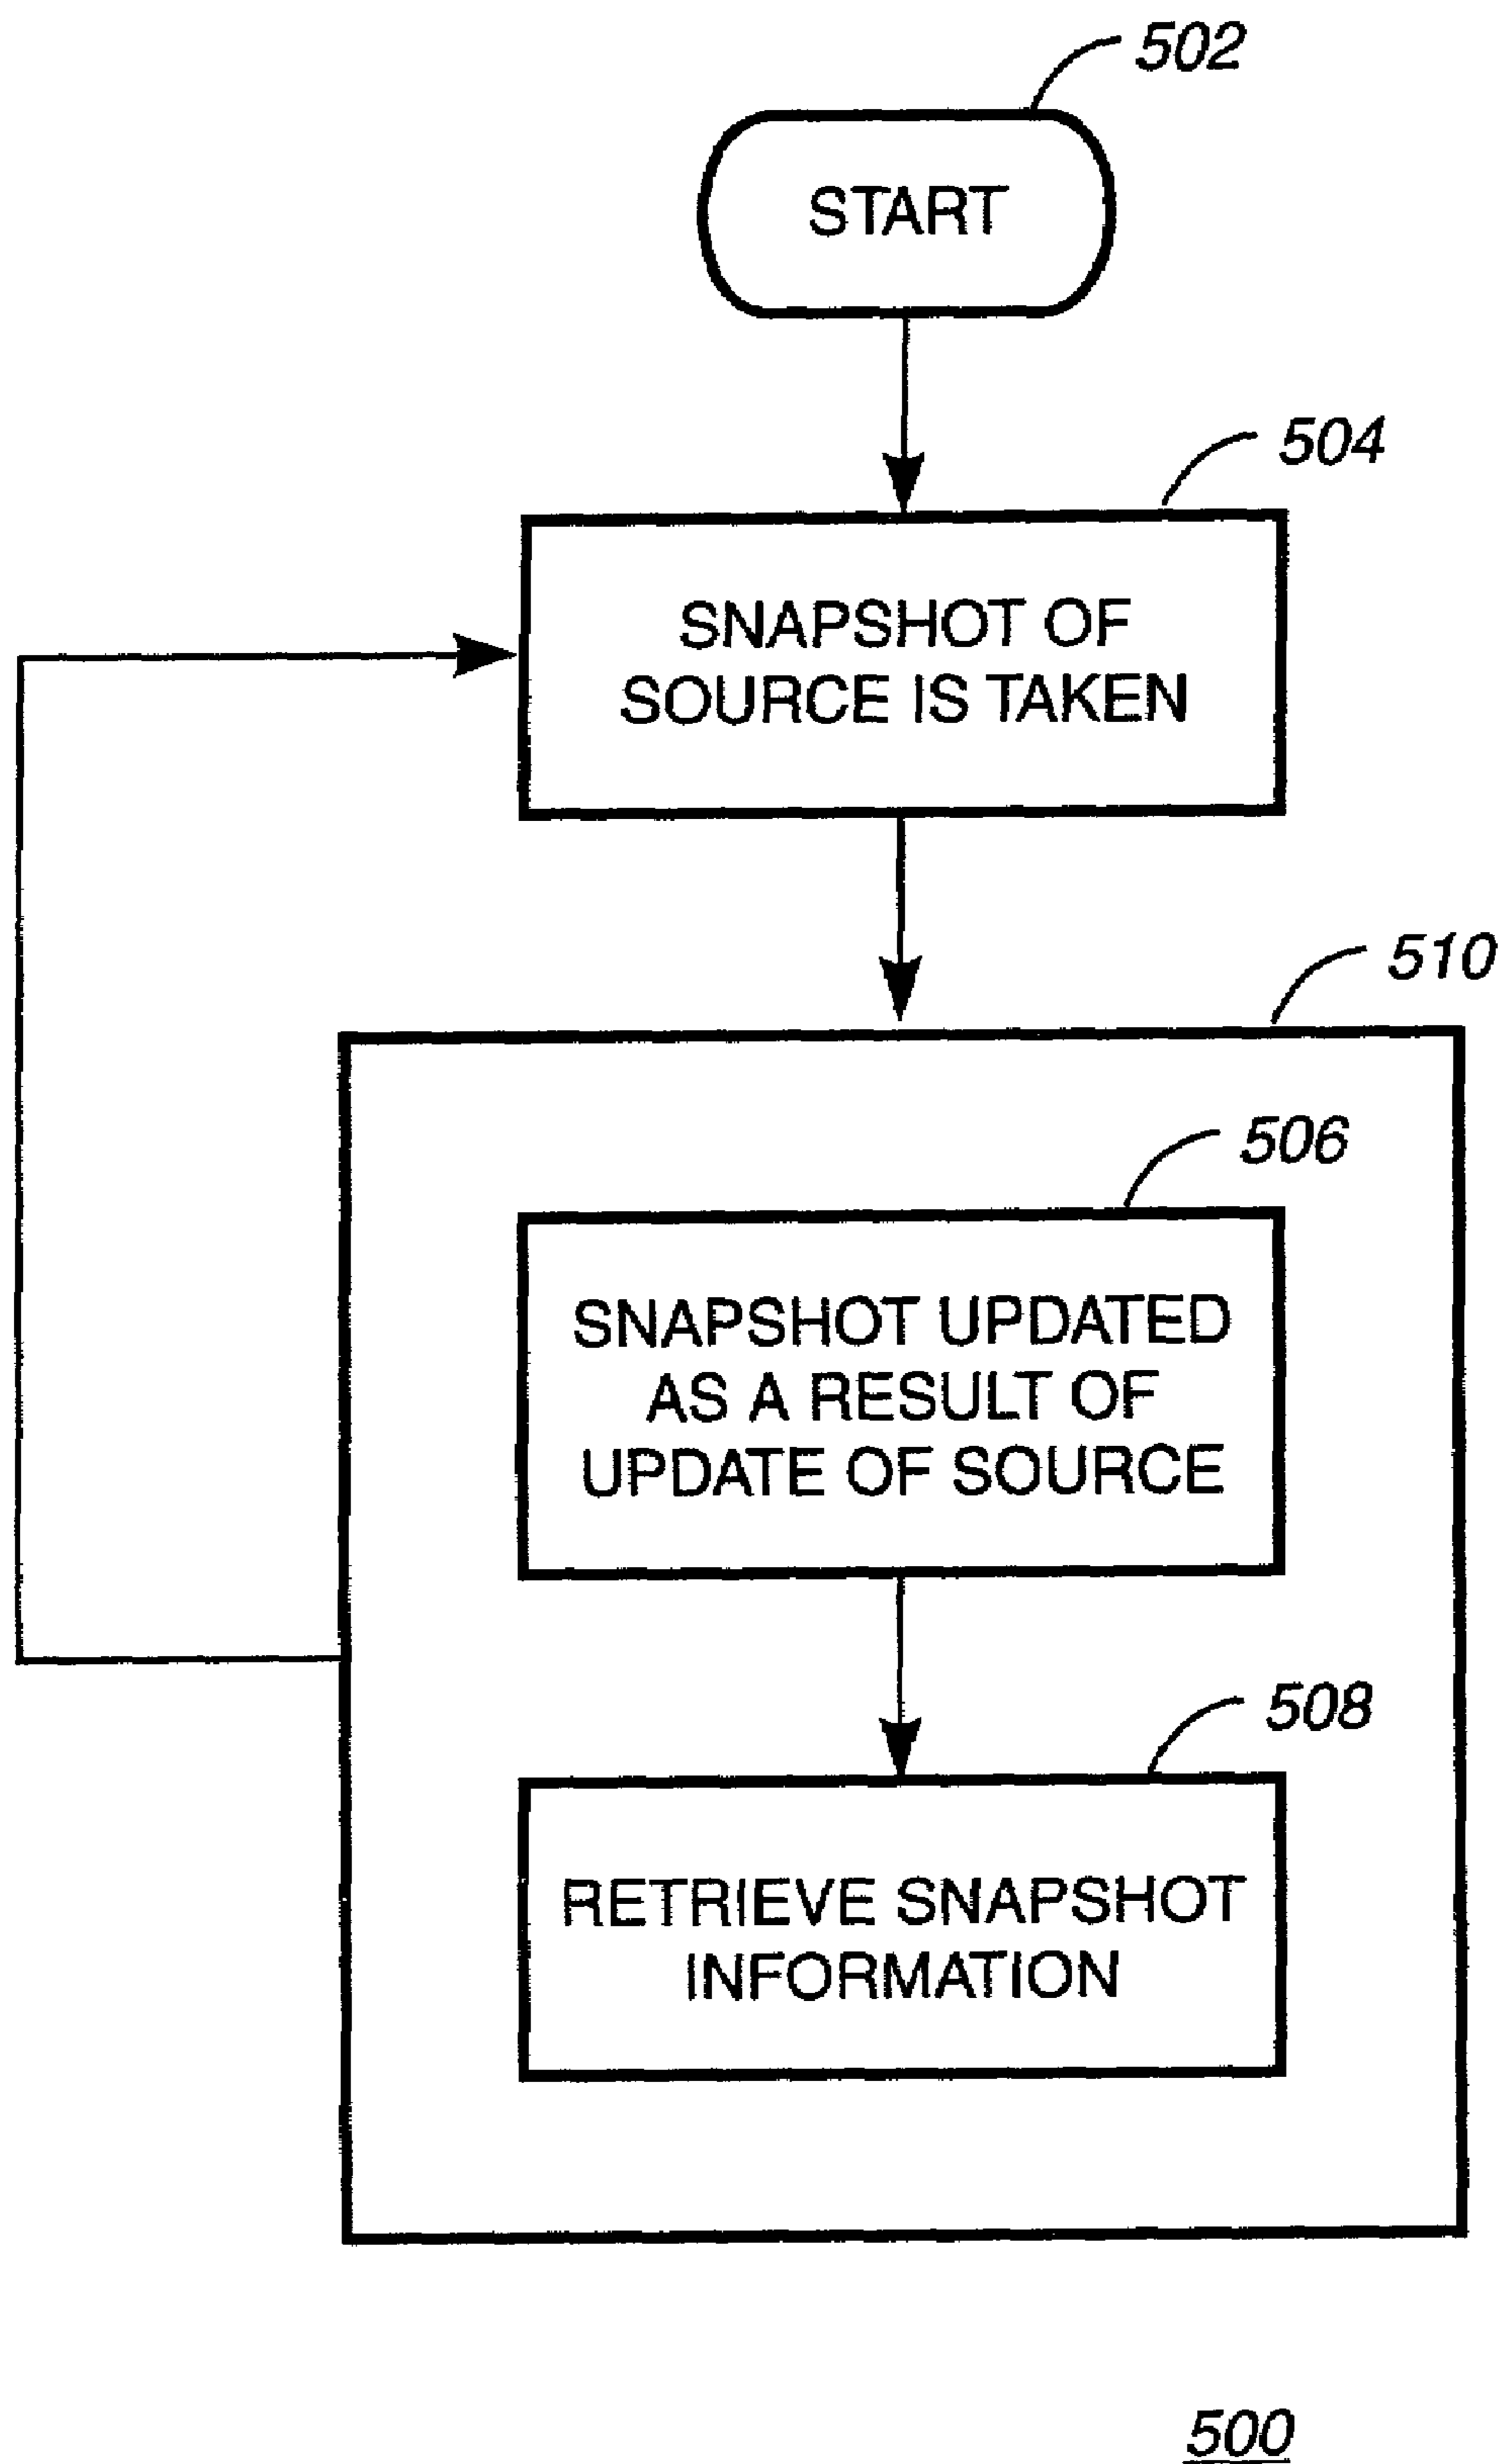 502
START
504
SNAPSHOT OF
SOURCE IS TAKEN
510
506
SNAPSHOT UPDATED
AS A RESULT OF
UPDATE OF SOURCE
508
RETRIEVE SNAPSHOT
INFORMATION
500